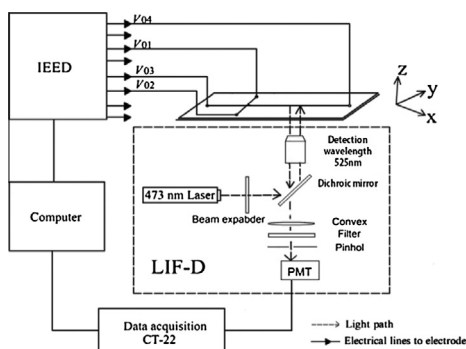 IEED
V04
V01
V03
V02
z
y
x
Detection
wavelength
525nm
473 nm Laser
Dichroic mirror
Beam expabder
Computer
Convex
Filter
Pinhol
LIF-D
PMT
Data acquisition
CT-22
Light path
Electrical lines to electrode